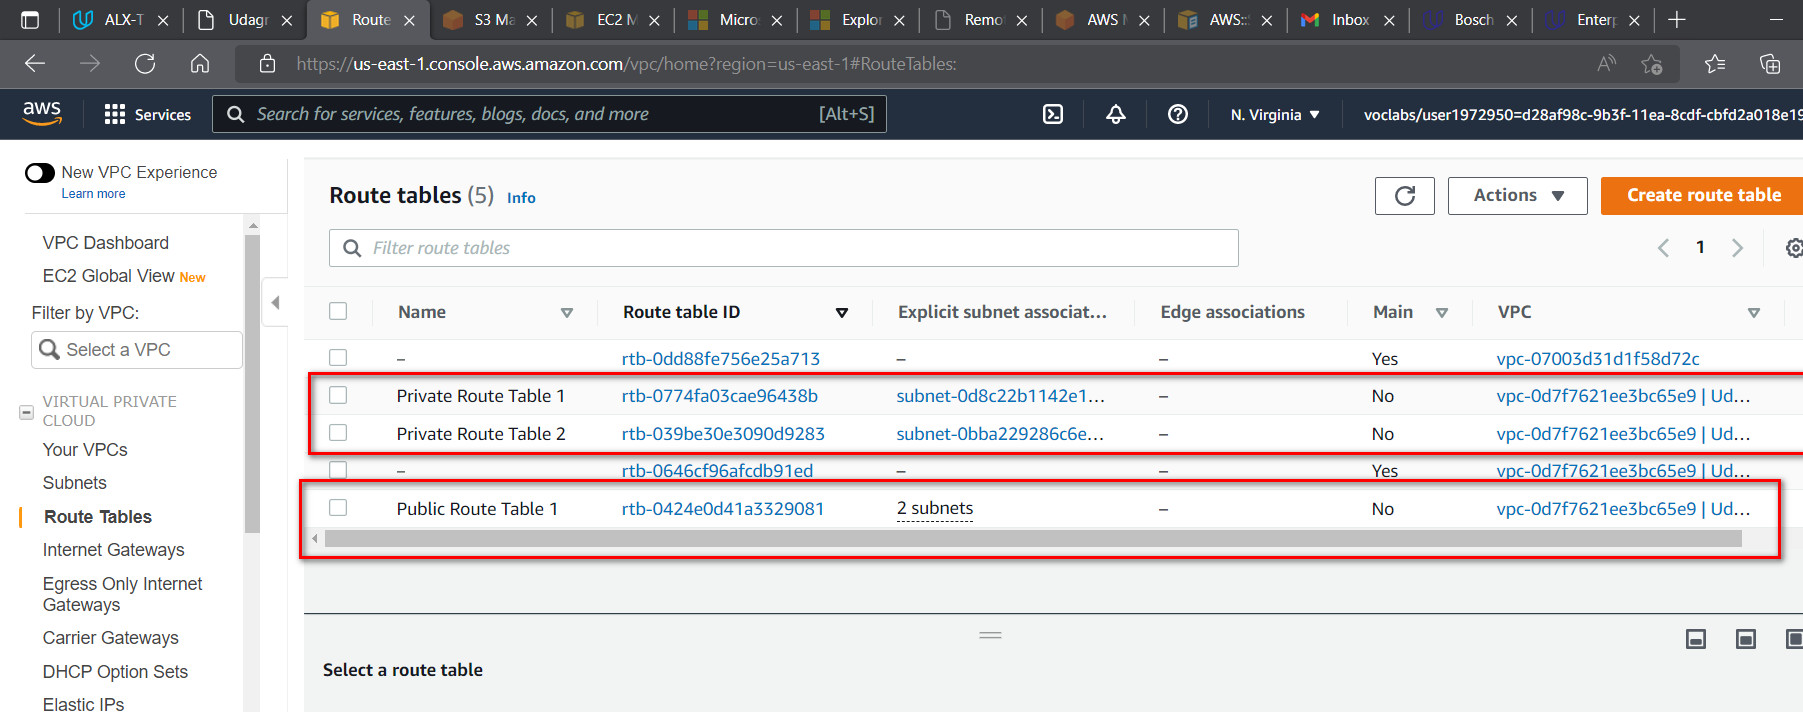 ALX-T
Udagr
Route
S3 Ma
EC2 M
Micro
Explor
Remo
AWS M
AWS::
Inbox
Bosch
Enterp
https://us-east-1.console.aws.amazon.com/vpc/home?region=us-east-1#RouteTables:
aws
Services
Search for services, features, blogs, docs, and more
[Alt+S]
N. Virginia
voclabs/user1972950=d28af98c-9b3f-11ea-8cdf-cbfd2a018e19
New VPC Experience
Learn more
VPC Dashboard
EC2 Global View New
Filter by VPC:
Select a VPC
VIRTUAL PRIVATE
CLOUD
Your VPCs
Subnets
Route Tables
Internet Gateways
Egress Only Internet
Gateways
Carrier Gateways
DHCP Option Sets
Elastic IPs
Route tables (5) Info
Actions
Create route table
Filter route tables
1
Name Route table ID Explicit subnet associat... Edge associations Main VPC
– rtb-0dd88fe756e25a713 – – Yes vpc-07003d31d1f58d72c
Private Route Table 1 rtb-0774fa03cae96438b subnet-0d8c22b1142e1... – No vpc-0d7f7621ee3bc65e9 | Ud...
Private Route Table 2 rtb-039be30e3090d9283 subnet-0bba229286c6e... – No vpc-0d7f7621ee3bc65e9 | Ud...
– rtb-0646cf96afcdb91ed – – Yes vpc-0d7f7621ee3bc65e9 | Ud...
Public Route Table 1 rtb-0424e0d41a3329081 2 subnets – No vpc-0d7f7621ee3bc65e9 | Ud...
Select a route table